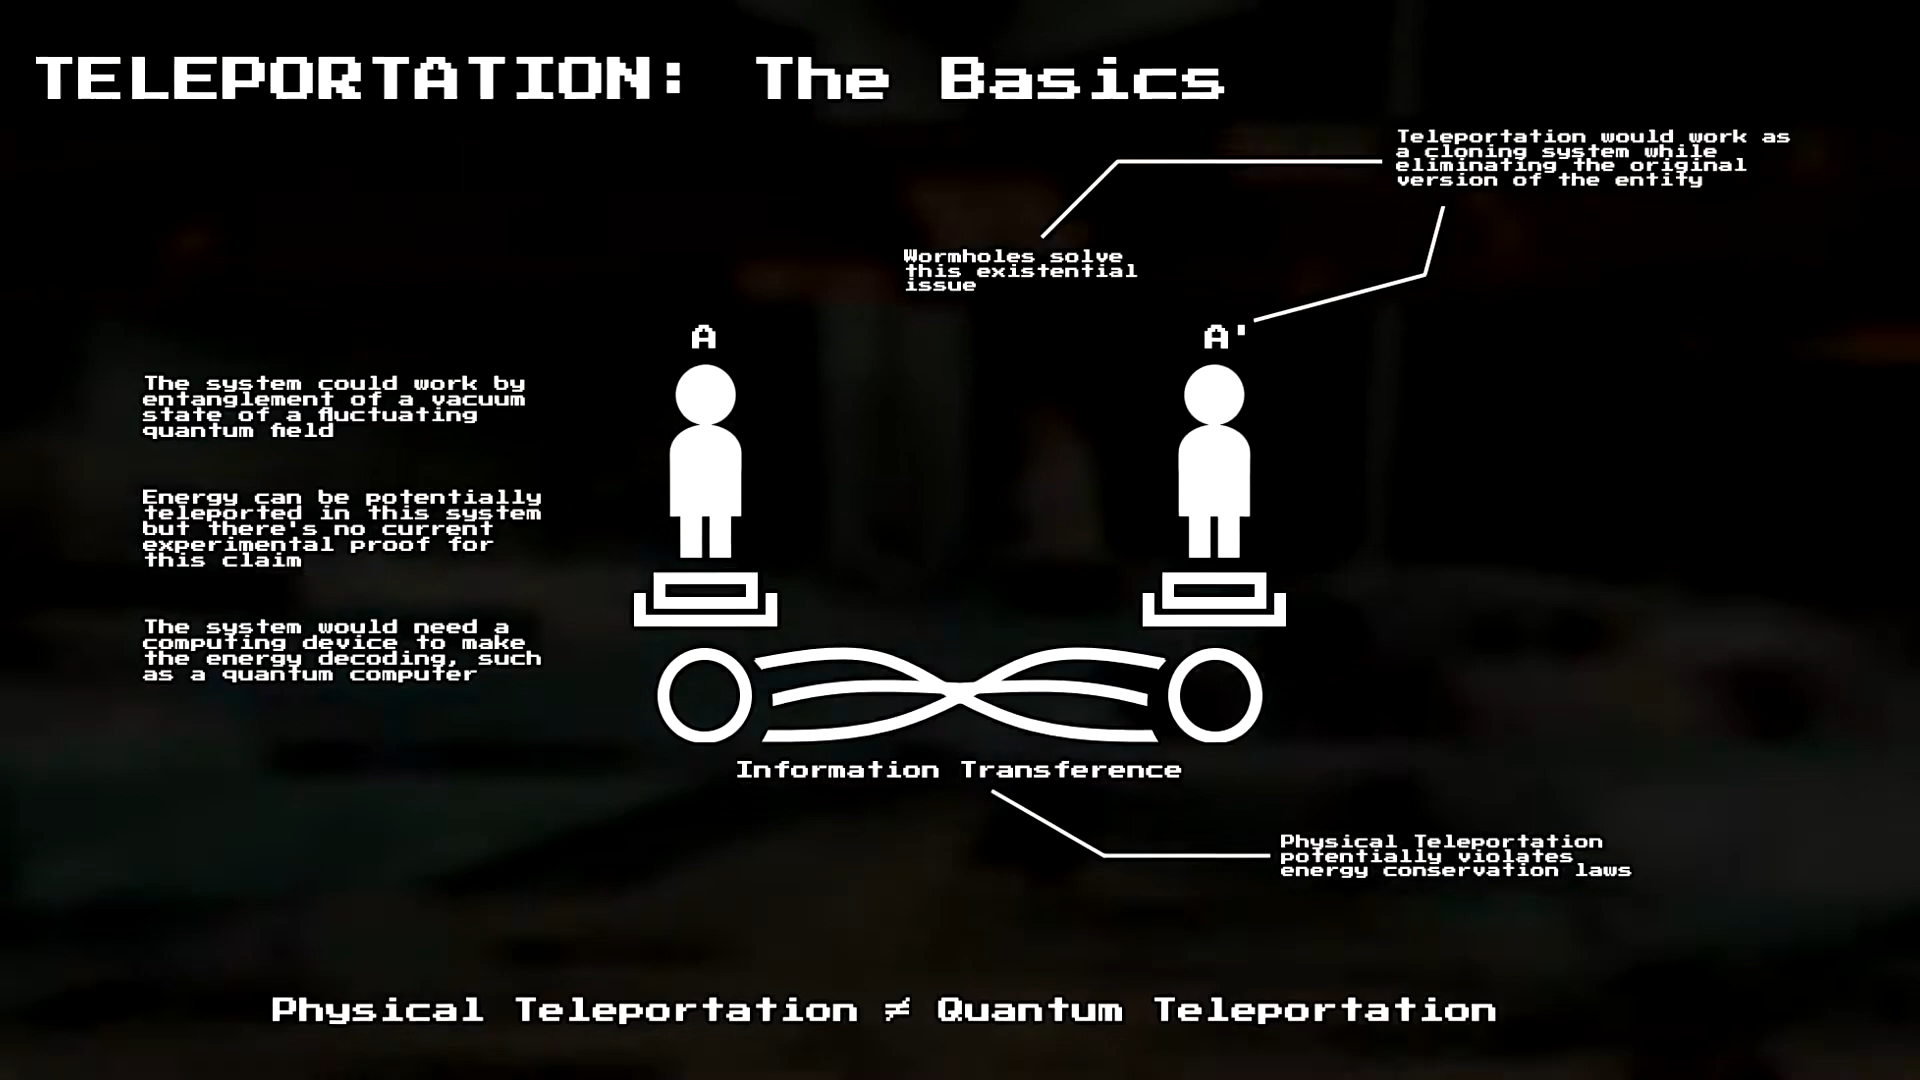 TELEPORTATION: The Basics
Teleportation would work as
a cloning system while
eliminating the original
version of the entity
Wormholes solve
this existential
issue
A
A'
The system could work by
entanglement of a vacuum
state of a fluctuating
quantum field
Energy can be potentially
teleported in this system
but there's no current
experimental proof for
this claim
The system would need a
computing device to make
the energy decoding, such
as a quantum computer
Information Transference
Physical Teleportation
potentially violates
energy conservation laws
Physical Teleportation ≠ Quantum Teleportation